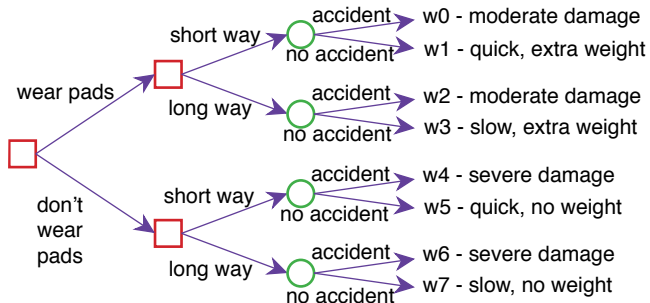 accident
w0 - moderate damage
short way
no accident
w1 - quick, extra weight
wear pads
accident
w2 - moderate damage
long way
no accident
w3 - slow, extra weight
accident
w4 - severe damage
short way
no accident
w5 - quick, no weight
don't
wear
pads
accident
w6 - severe damage
long way
no accident
w7 - slow, no weight